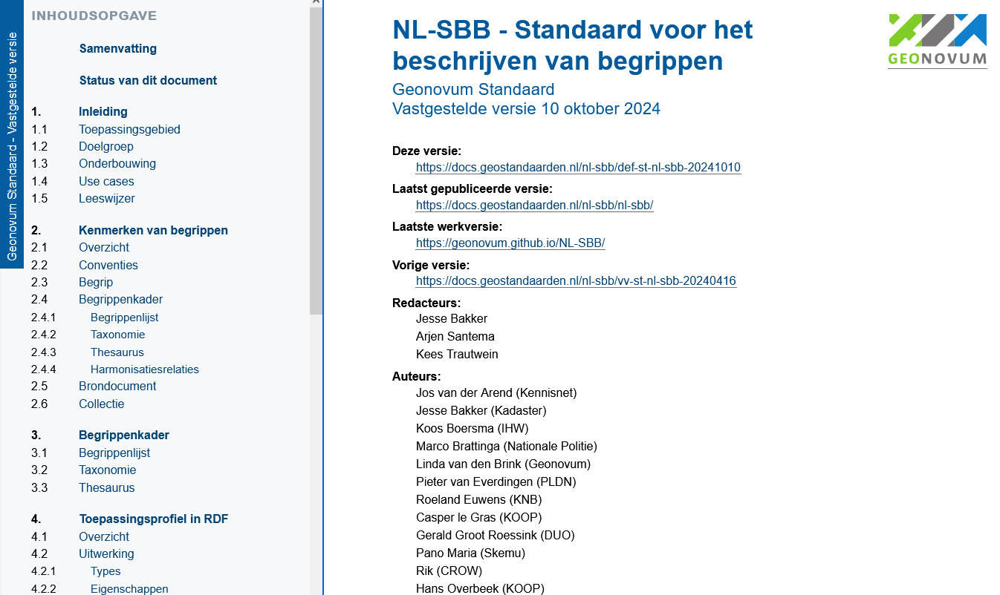 Geonovum Standaard - Vastgestelde versie
INHOUDSOPGAVE
Samenvatting
Status van dit document
1. Inleiding
1.1 Toepassingsgebied
1.2 Doelgroep
1.3 Onderbouwing
1.4 Use cases
1.5 Leeswijzer
2. Kenmerken van begrippen
2.1 Overzicht
2.2 Conventies
2.3 Begrip
2.4 Begrippenkader
2.4.1 Begrippenlijst
2.4.2 Taxonomie
2.4.3 Thesaurus
2.4.4 Harmonisatiesrelaties
2.5 Brondocument
2.6 Collectie
3. Begrippenkader
3.1 Begrippenlijst
3.2 Taxonomie
3.3 Thesaurus
4. Toepassingsprofiel in RDF
4.1 Overzicht
4.2 Uitwerking
4.2.1 Types
4.2.2 Eigenschappen
NL-SBB - Standaard voor het
beschrijven van begrippen
GEONOVUM
Geonovum Standaard
Vastgestelde versie 10 oktober 2024
Deze versie:
https://docs.geostandaarden.nl/nl-sbb/def-st-nl-sbb-20241010
Laatst gepubliceerde versie:
https://docs.geostandaarden.nl/nl-sbb/nl-sbb/
Laatste werkversie:
https://geonovum.github.io/NL-SBB/
Vorige versie:
https://docs.geostandaarden.nl/nl-sbb/vv-st-nl-sbb-20240416
Redacteurs:
Jesse Bakker
Arjen Santema
Kees Trautwein
Auteurs:
Jos van der Arend (Kennisnet)
Jesse Bakker (Kadaster)
Koos Boersma (IHW)
Marco Brattinga (Nationale Politie)
Linda van den Brink (Geonovum)
Pieter van Everdingen (PLDN)
Roeland Euwens (KNB)
Casper le Gras (KOOP)
Gerald Groot Roessink (DUO)
Pano Maria (Skemu)
Rik (CROW)
Hans Overbeek (KOOP)